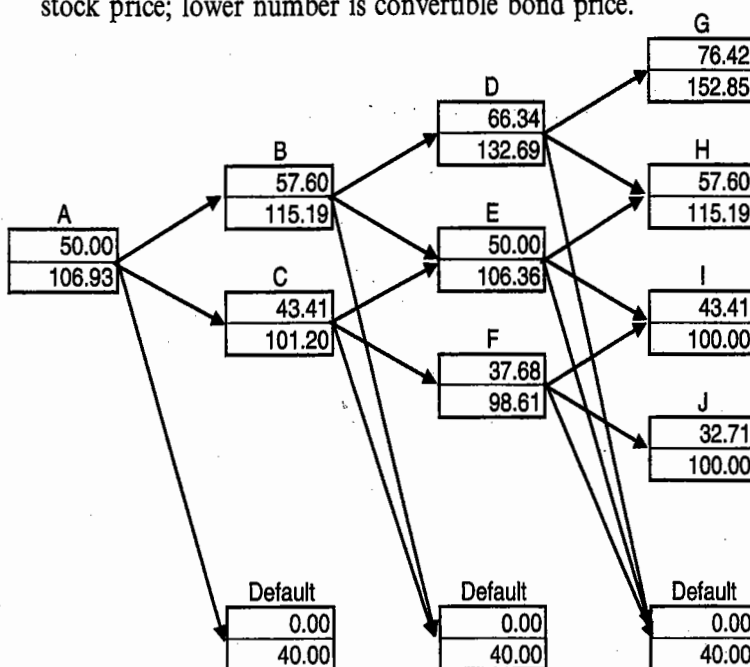 stock price; lower number is convertible bond price.
G
76.42
152.85
D
66.34
132.69
B
57.60
115.19
H
57.60
115.19
A
50.00
106.93
E
50.00
106.36
C
43.41
101.20
I
43.41
100.00
F
37.68
98.61
J
32.71
100.00
Default
0.00
40.00
Default
0.00
40.00
Default
0.00
40.00